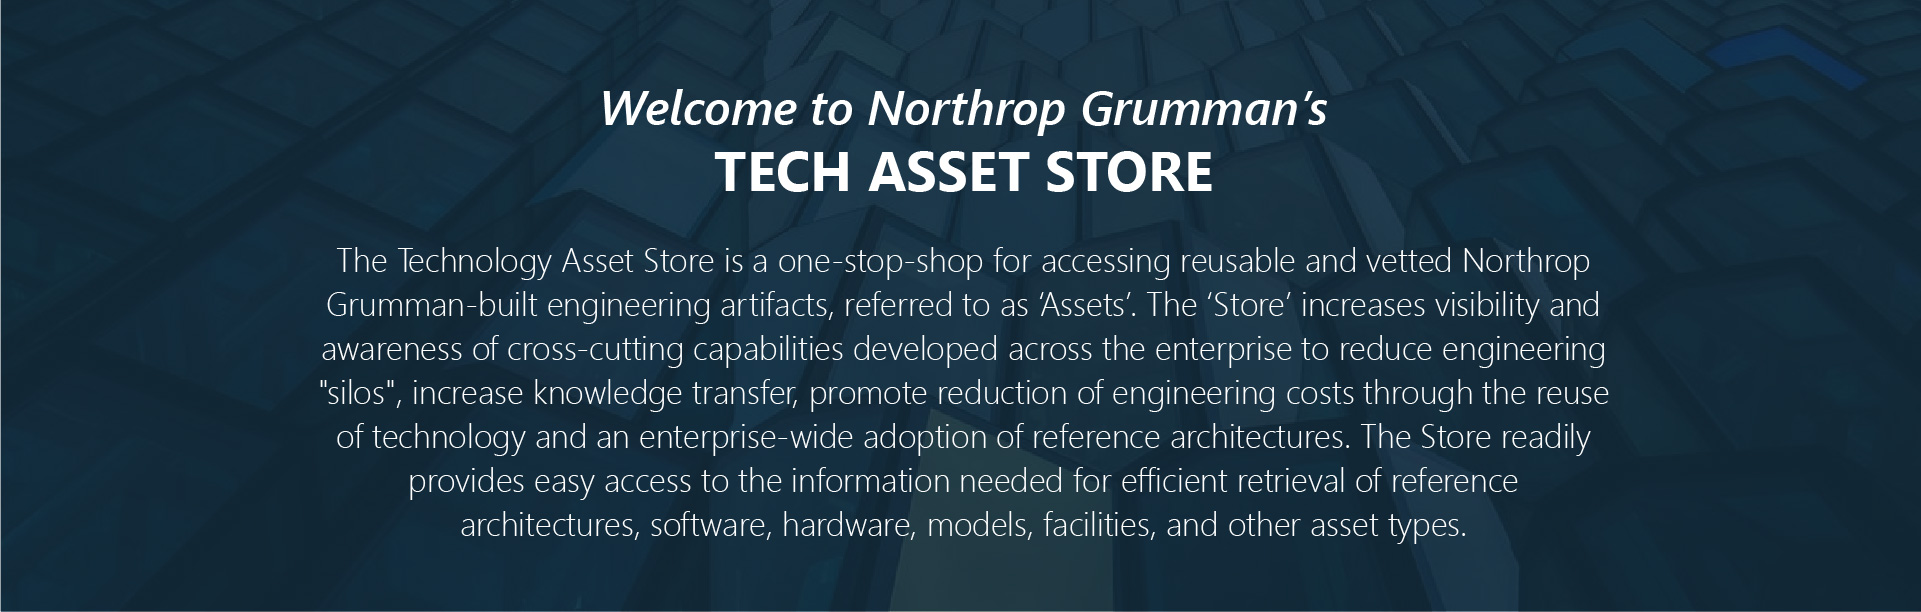 Welcome to Northrop Grumman’s
TECH ASSET STORE
The Technology Asset Store is a one-stop-shop for accessing reusable and vetted Northrop
Grumman-built engineering artifacts, referred to as ‘Assets’. The ‘Store’ increases visibility and
awareness of cross-cutting capabilities developed across the enterprise to reduce engineering
"silos", increase knowledge transfer, promote reduction of engineering costs through the reuse
of technology and an enterprise-wide adoption of reference architectures. The Store readily
provides easy access to the information needed for efficient retrieval of reference
architectures, software, hardware, models, facilities, and other asset types.